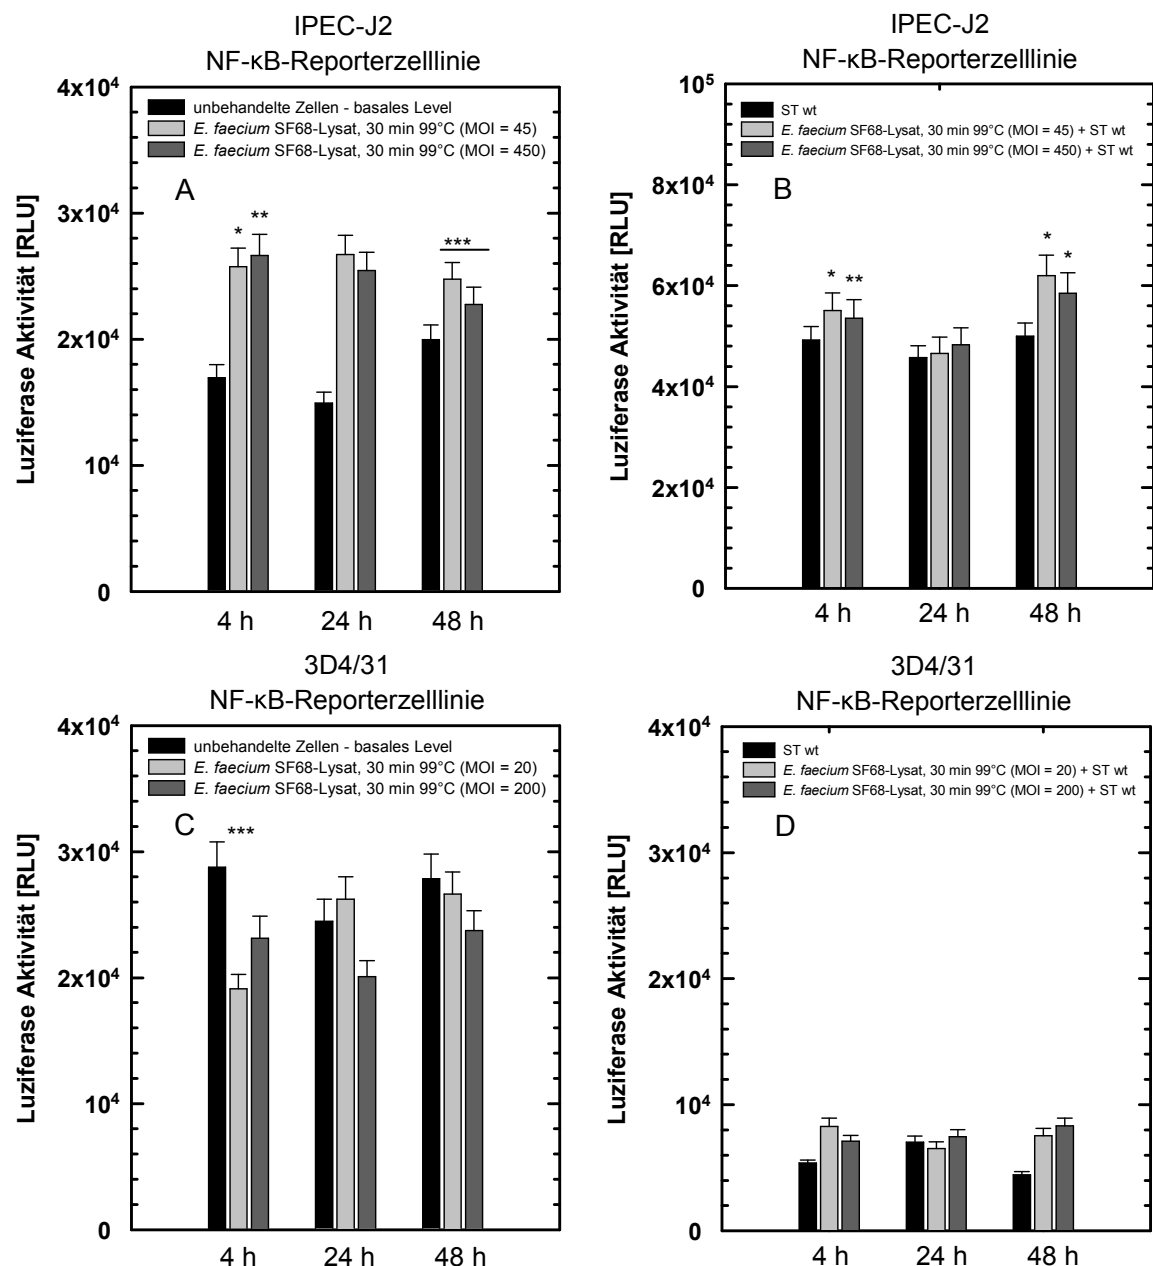 IPEC-J2
NF-κB-Reporterzelllinie
4x10⁴
3x10⁴
2x10⁴
10⁴
0
Luziferase Aktivität [RLU]
unbehandelte Zellen - basales Level
E. faecium SF68-Lysat, 30 min 99°C (MOI = 45)
E. faecium SF68-Lysat, 30 min 99°C (MOI = 450)
A
*
**
***
4 h
24 h
48 h
IPEC-J2
NF-κB-Reporterzelllinie
10⁵
8x10⁴
6x10⁴
4x10⁴
2x10⁴
0
Luziferase Aktivität [RLU]
ST wt
E. faecium SF68-Lysat, 30 min 99°C (MOI = 45) + ST wt
E. faecium SF68-Lysat, 30 min 99°C (MOI = 450) + ST wt
B
*
**
*
*
4 h
24 h
48 h
3D4/31
NF-κB-Reporterzelllinie
4x10⁴
3x10⁴
2x10⁴
10⁴
0
Luziferase Aktivität [RLU]
unbehandelte Zellen - basales Level
E. faecium SF68-Lysat, 30 min 99°C (MOI = 20)
E. faecium SF68-Lysat, 30 min 99°C (MOI = 200)
C
***
4 h
24 h
48 h
3D4/31
NF-κB-Reporterzelllinie
4x10⁴
3x10⁴
2x10⁴
10⁴
0
Luziferase Aktivität [RLU]
ST wt
E. faecium SF68-Lysat, 30 min 99°C (MOI = 20) + ST wt
E. faecium SF68-Lysat, 30 min 99°C (MOI = 200) + ST wt
D
4 h
24 h
48 h